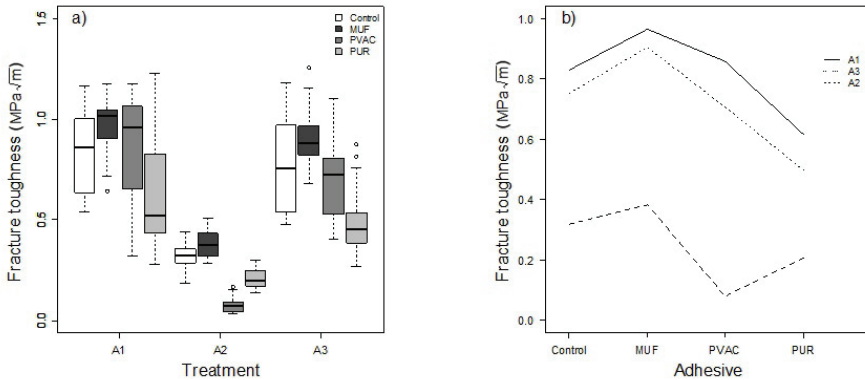 a)
Control
MUF
PVAC
PUR
Fracture toughness (MPa√m)
1.5
1.0
0.5
0.0
A1 A2 A3
Treatment
b)
A1
A3
A2
Fracture toughness (MPa√m)
1.0
0.8
0.6
0.4
0.2
0.0
Control MUF PVAC PUR
Adhesive